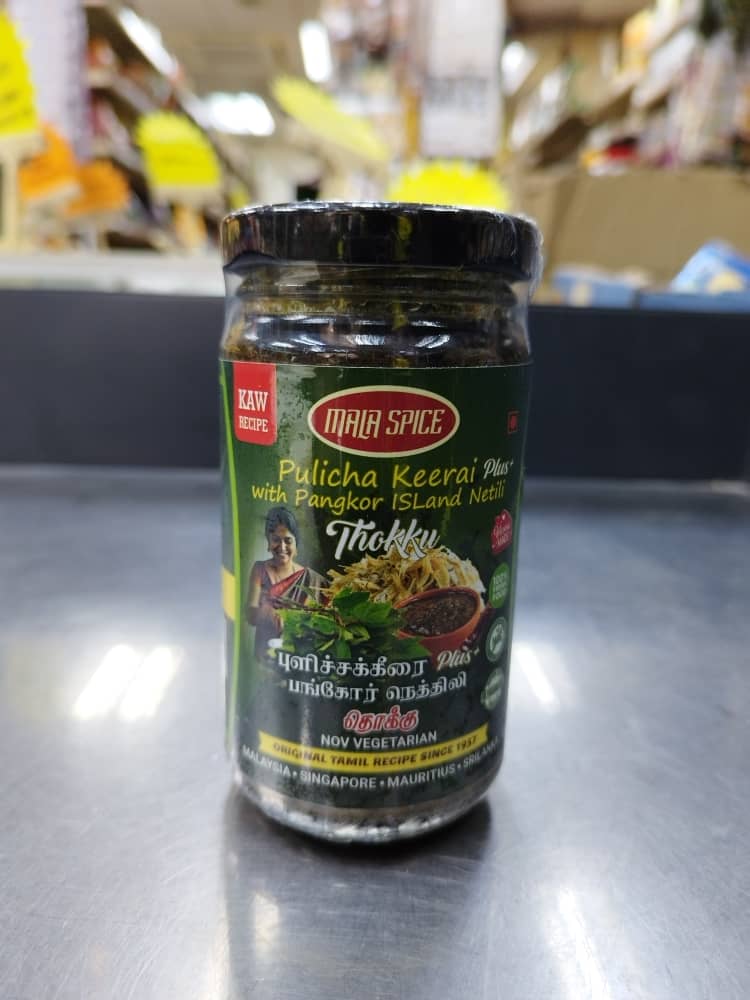 KAW
RECIPE
MALA SPICE
Pulicha Keerai Plus+
with Pangkor ISLand Netili
Thokku
புளிச்சக்கீரை Plus+
பங்கோர் நெத்திலி
தொக்கு
NOV VEGETARIAN
ORIGINAL TAMIL RECIPE SINCE 1957
MALAYSIA • SINGAPORE • MAURITIUS • SRILANKA